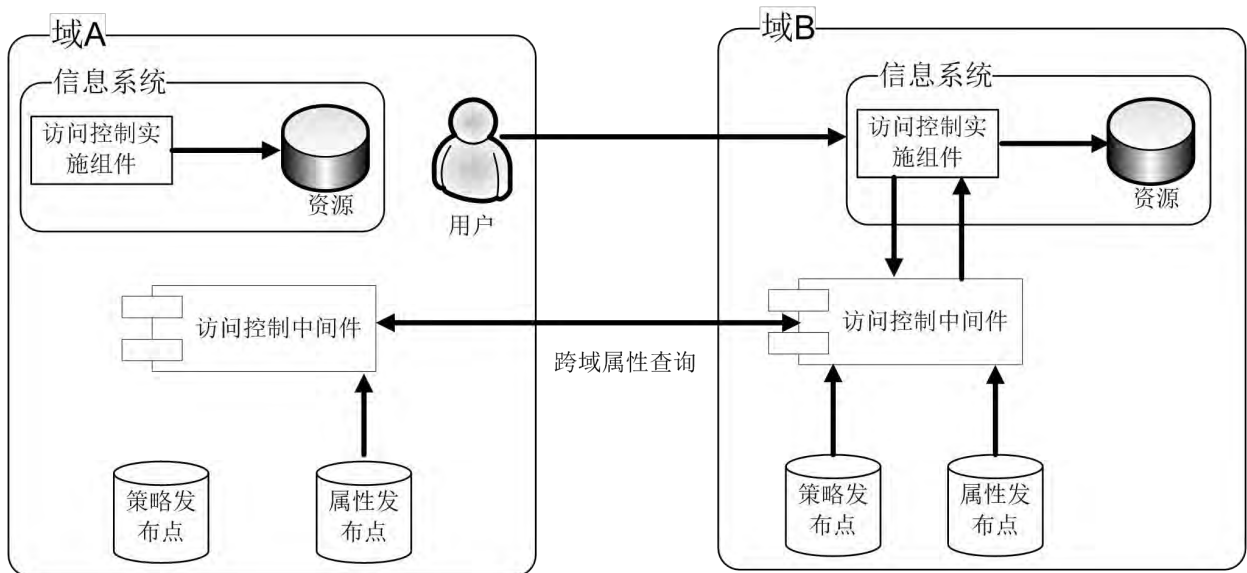 域A
信息系统
访问控制实
施组件
资源
用户
访问控制中间件
策略发
布点
属性发
布点
跨域属性查询
域B
信息系统
访问控制实
施组件
资源
访问控制中间件
策略发
布点
属性发
布点